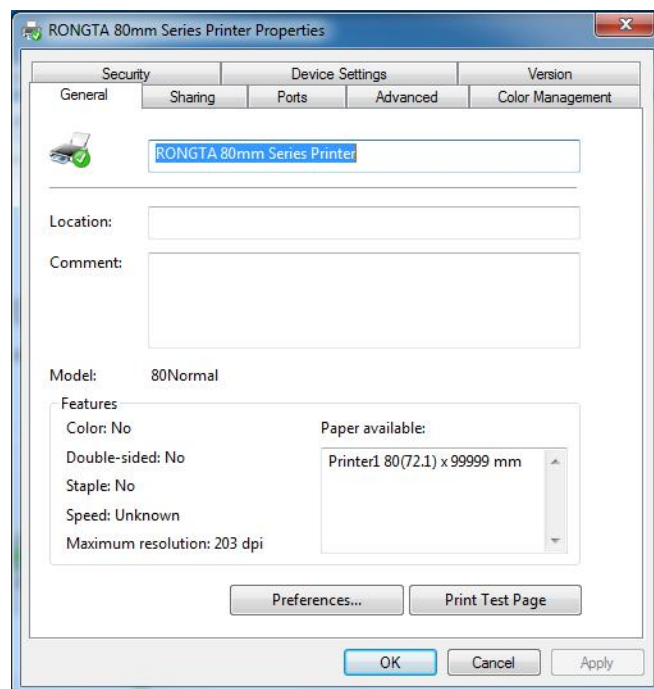 RONGTA 80mm Series Printer Properties
Security Device Settings Version
General Sharing Ports Advanced Color Management
RONGTA 80mm Series Printer
Location:
Comment:
Model: 80Normal
Features
Color: No Paper available:
Double-sided: No Printer1 80(72.1) x 99999 mm
Staple: No
Speed: Unknown
Maximum resolution: 203 dpi
Preferences... Print Test Page
OK Cancel Apply